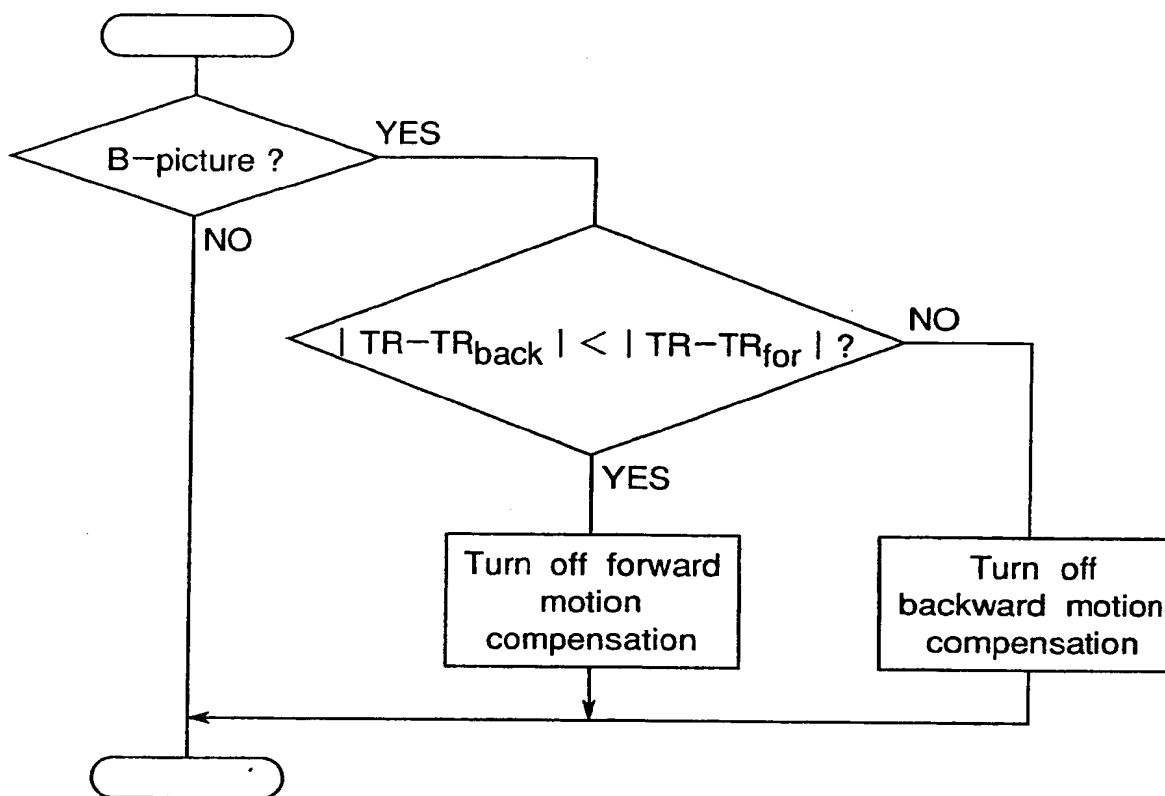 YES
B-picture ?
NO
| TR-TRback | < | TR-TRfor | ?
NO
YES
Turn off forward
motion
compensation
Turn off
backward motion
compensation